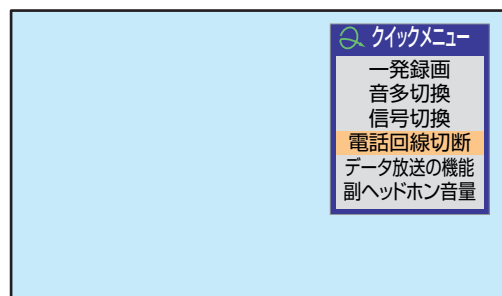 クイックメニュー
一発録画
音多切換
信号切換
電話回線切断
データ放送の機能
副ヘッドホン音量